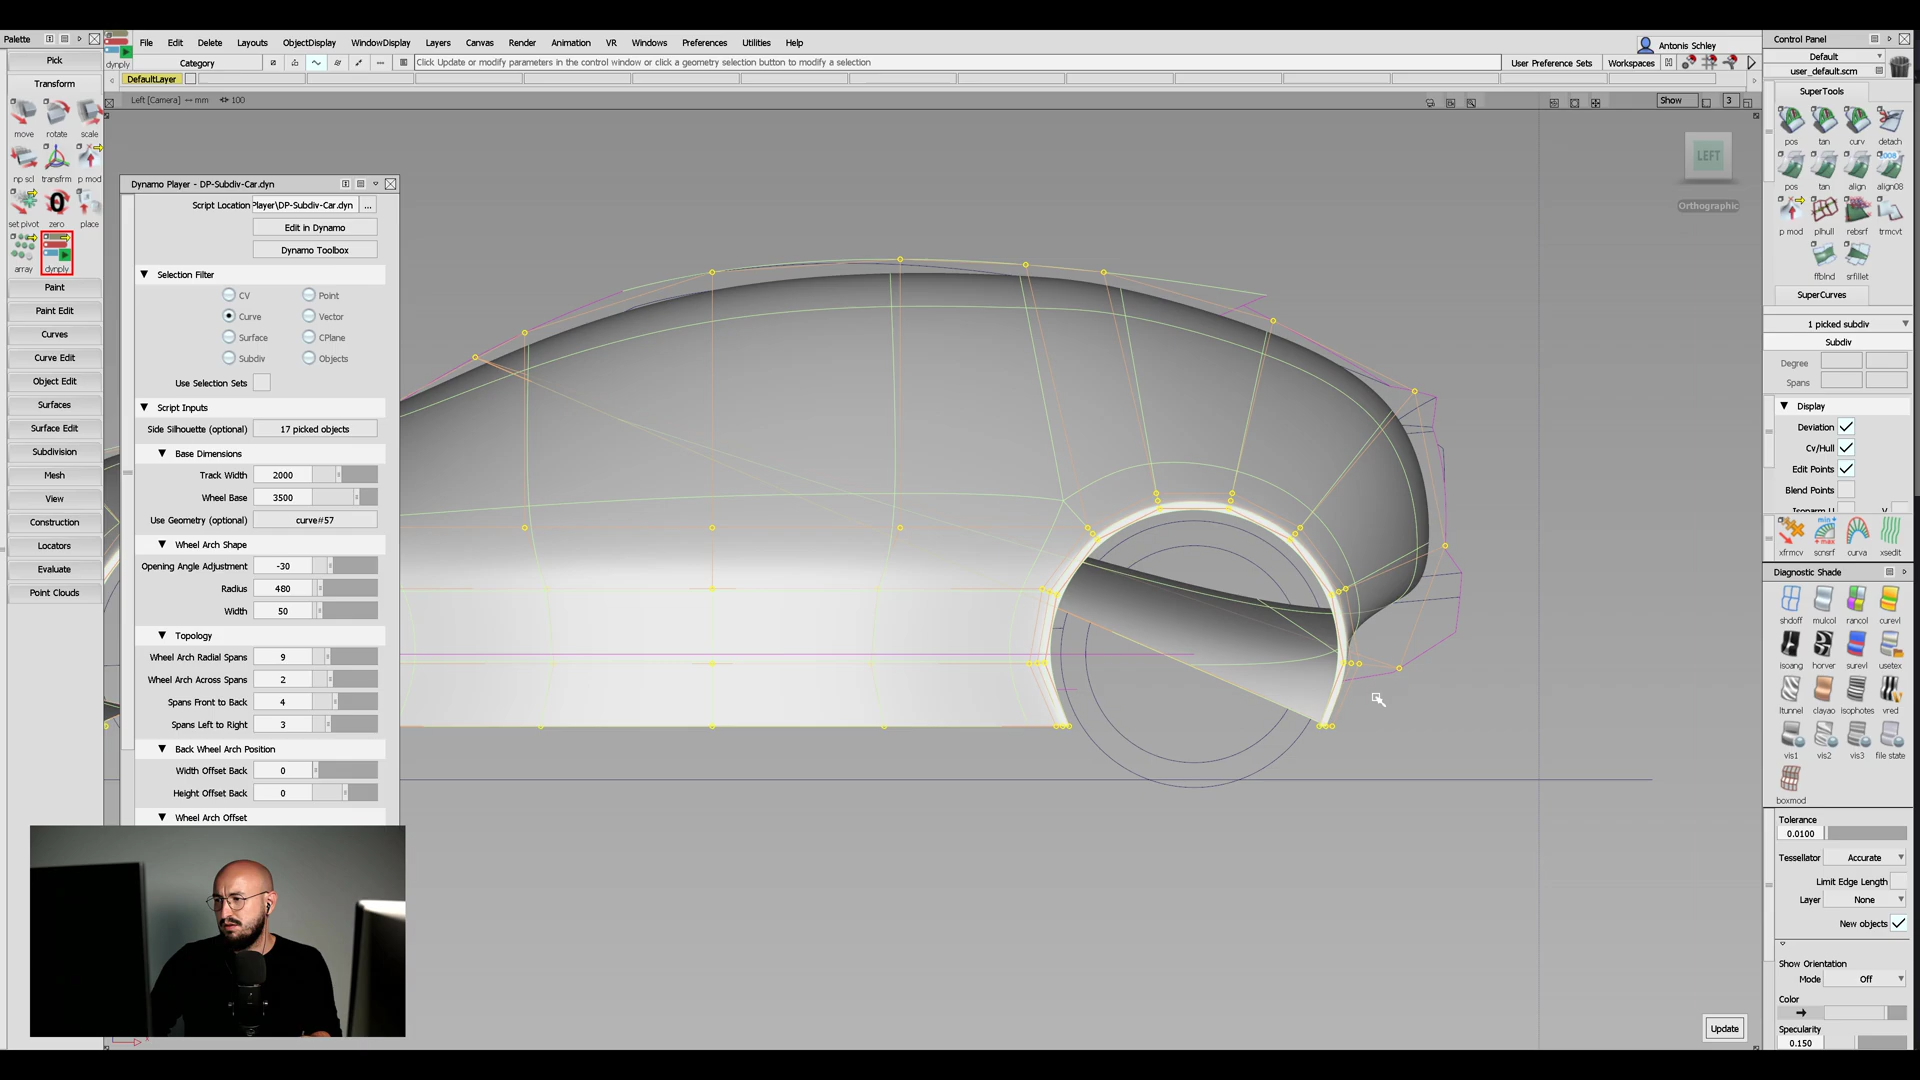 Palette
File Edit Delete Layouts ObjectDisplay WindowDisplay Layers Canvas Render Animation VR Windows Preferences Utilities Help
Antonis Schley
Control Panel
Pick
dynply
Category
Click Update or modify parameters in the control window or click a geometry selection button to modify a selection
User Preference Sets
Workspaces
Default
user_default.scm
Transform
DefaultLayer
Left [Camera] -- mm 100
Show
3
SuperTools
move rotate scale
np scl transfrm p mod
set pivot zero place
array dynply
Paint
Paint Edit
Curves
Curve Edit
Object Edit
Surfaces
Surface Edit
Subdivision
Mesh
View
Construction
Locators
Evaluate
Point Clouds
Dynamo Player - DP-Subdiv-Car.dyn
Script Location Player\DP-Subdiv-Car.dyn ...
Edit in Dynamo
Dynamo Toolbox
Selection Filter
CV Point
Curve Vector
Surface CPlane
Subdiv Objects
Use Selection Sets
Script Inputs
Side Silhouette (optional) 17 picked objects
Base Dimensions
Track Width 2000
Wheel Base 3500
Use Geometry (optional) curve#57
Wheel Arch Shape
Opening Angle Adjustment -30
Radius 480
Width 50
Topology
Wheel Arch Radial Spans 9
Wheel Arch Across Spans 2
Spans Front to Back 4
Spans Left to Right 3
Back Wheel Arch Position
Width Offset Back 0
Height Offset Back 0
Wheel Arch Offset
LEFT
Orthographic
Update
pos tan curv detach
pos tan align align08
p mod plhull rebsrf trmcvt
ffblnd srfillet
SuperCurves
1 picked subdiv
Subdiv
Degree
Spans
Display
Deviation
Cv/Hull
Edit Points
Blend Points
xfrmcv scnsrf curva xsedit
Diagnostic Shade
shdoff mulcol rancol curevl
isoang horver surevl usetex
ltunnel clayao isophotes vred
vis1 vis2 vis3 file state
boxmod
Tolerance
0.0100
Tessellator Accurate
Limit Edge Length
Layer None
New objects
Show Orientation
Mode Off
Color
Specularity
0.150